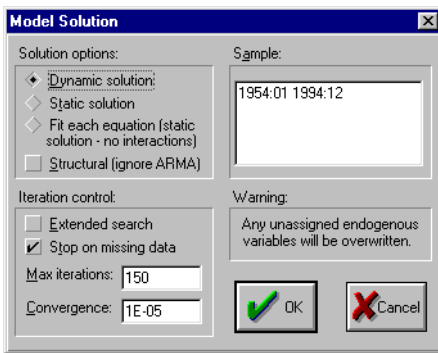 Model Solution
Solution options:
Dynamic solution
Static solution
Fit each equation (static
solution - no interactions)
Structural (ignore ARMA)
Sample:
1954:01 1994:12
Iteration control:
Extended search
Stop on missing data
Max iterations: 150
Convergence: 1E-05
Warning:
Any unassigned endogenous
variables will be overwritten.
OK
Cancel